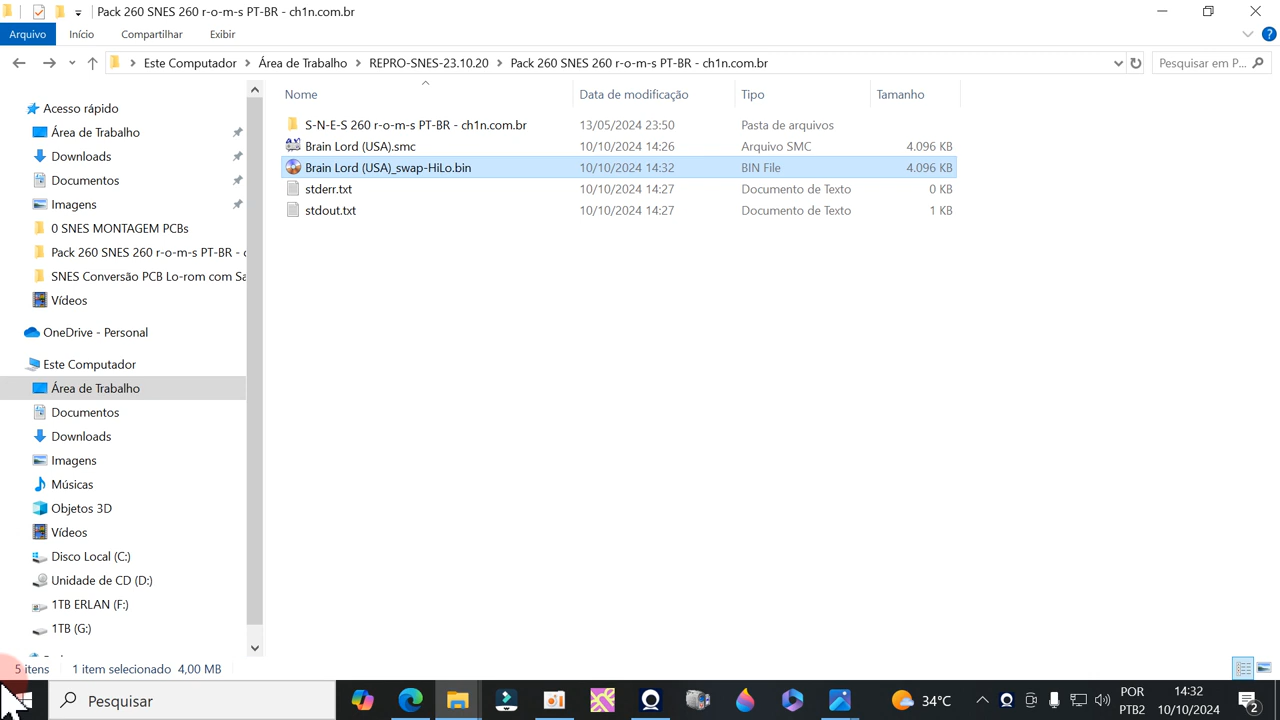 Pack 260 SNES 260 r-o-m-s PT-BR - ch1n.com.br
Arquivo Início Compartilhar Exibir
Este Computador Área de Trabalho REPRO-SNES-23.10.20 Pack 260 SNES 260 r-o-m-s PT-BR - ch1n.com.br Pesquisar em P...
Nome Data de modificação Tipo Tamanho
S-N-E-S 260 r-o-m-s PT-BR - ch1n.com.br 13/05/2024 23:50 Pasta de arquivos
Brain Lord (USA).smc 10/10/2024 14:26 Arquivo SMC 4.096 KB
Brain Lord (USA)_swap-HiLo.bin 10/10/2024 14:32 BIN File 4.096 KB
stderr.txt 10/10/2024 14:27 Documento de Texto 0 KB
stdout.txt 10/10/2024 14:27 Documento de Texto 1 KB
Acesso rápido
Área de Trabalho
Downloads
Documentos
Imagens
0 SNES MONTAGEM PCBs
Pack 260 SNES 260 r-o-m-s PT-BR -
SNES Conversão PCB Lo-rom com Sa
Vídeos
OneDrive - Personal
Este Computador
Área de Trabalho
Documentos
Downloads
Imagens
Músicas
Objetos 3D
Vídeos
Disco Local (C:)
Unidade de CD (D:)
1TB ERLAN (F:)
1TB (G:)
5 itens 1 item selecionado 4,00 MB
Pesquisar
34°C
POR
PTB2
14:32
10/10/2024
2